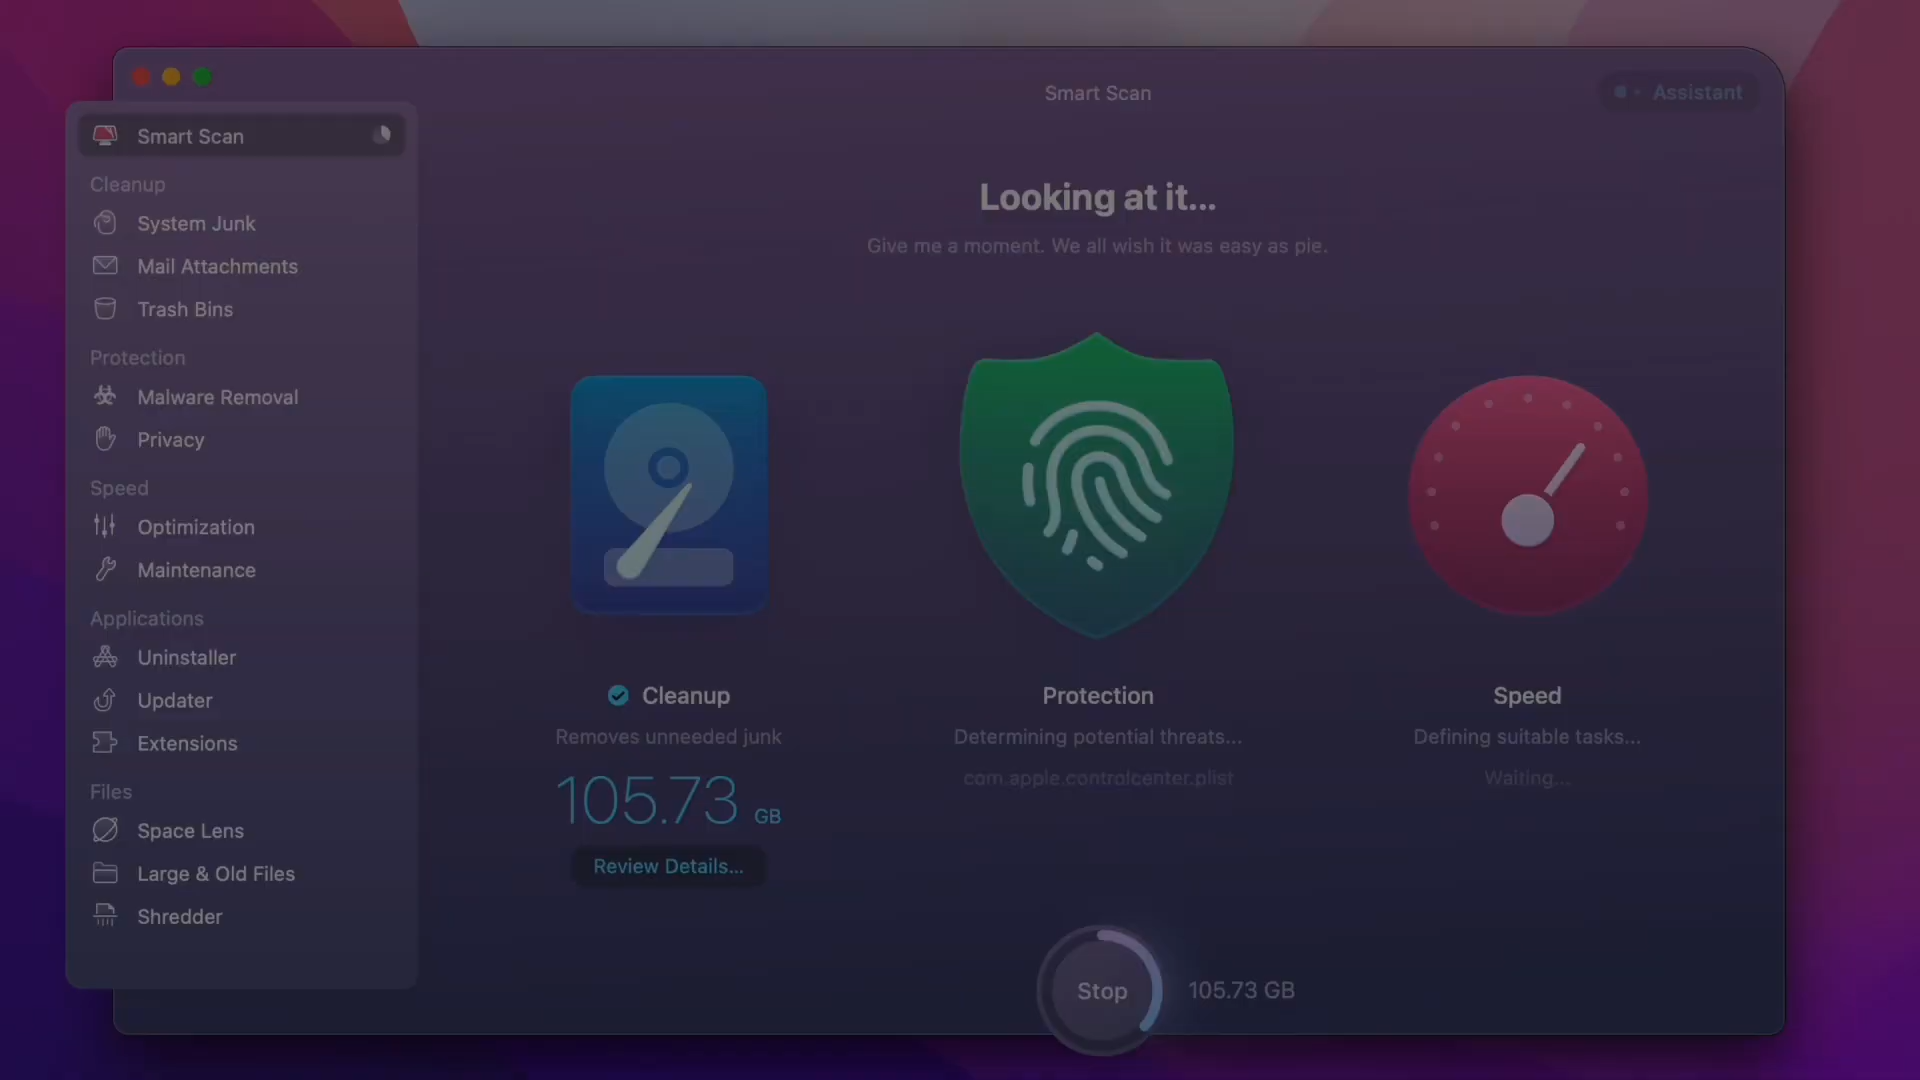 Smart Scan
Assistant
Smart Scan
Cleanup
System Junk
Mail Attachments
Trash Bins
Protection
Malware Removal
Privacy
Speed
Optimization
Maintenance
Applications
Uninstaller
Updater
Extensions
Files
Space Lens
Large & Old Files
Shredder
Looking at it...
Give me a moment. We all wish it was easy as pie.
Cleanup
Removes unneeded junk
105.73 GB
Review Details...
Protection
Determining potential threats...
com.apple.controlcenter.plist
Speed
Defining suitable tasks...
Waiting...
Stop
105.73 GB